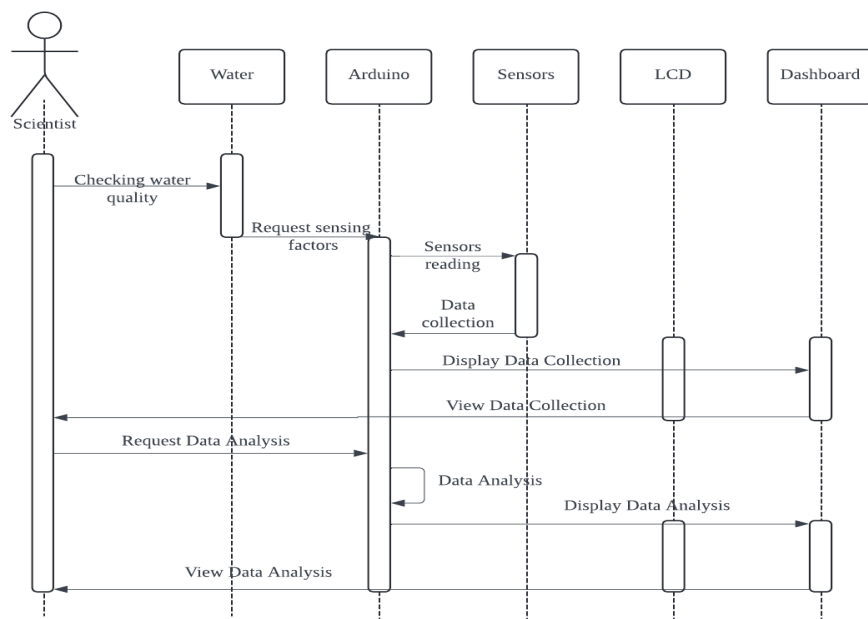 Water
Arduino
Sensors
LCD
Dashboard
Scientist
Checking water
quality
Request sensing
factors
Sensors
reading
Data
collection
Display Data Collection
View Data Collection
Request Data Analysis
Data Analysis
Display Data Analysis
View Data Analysis